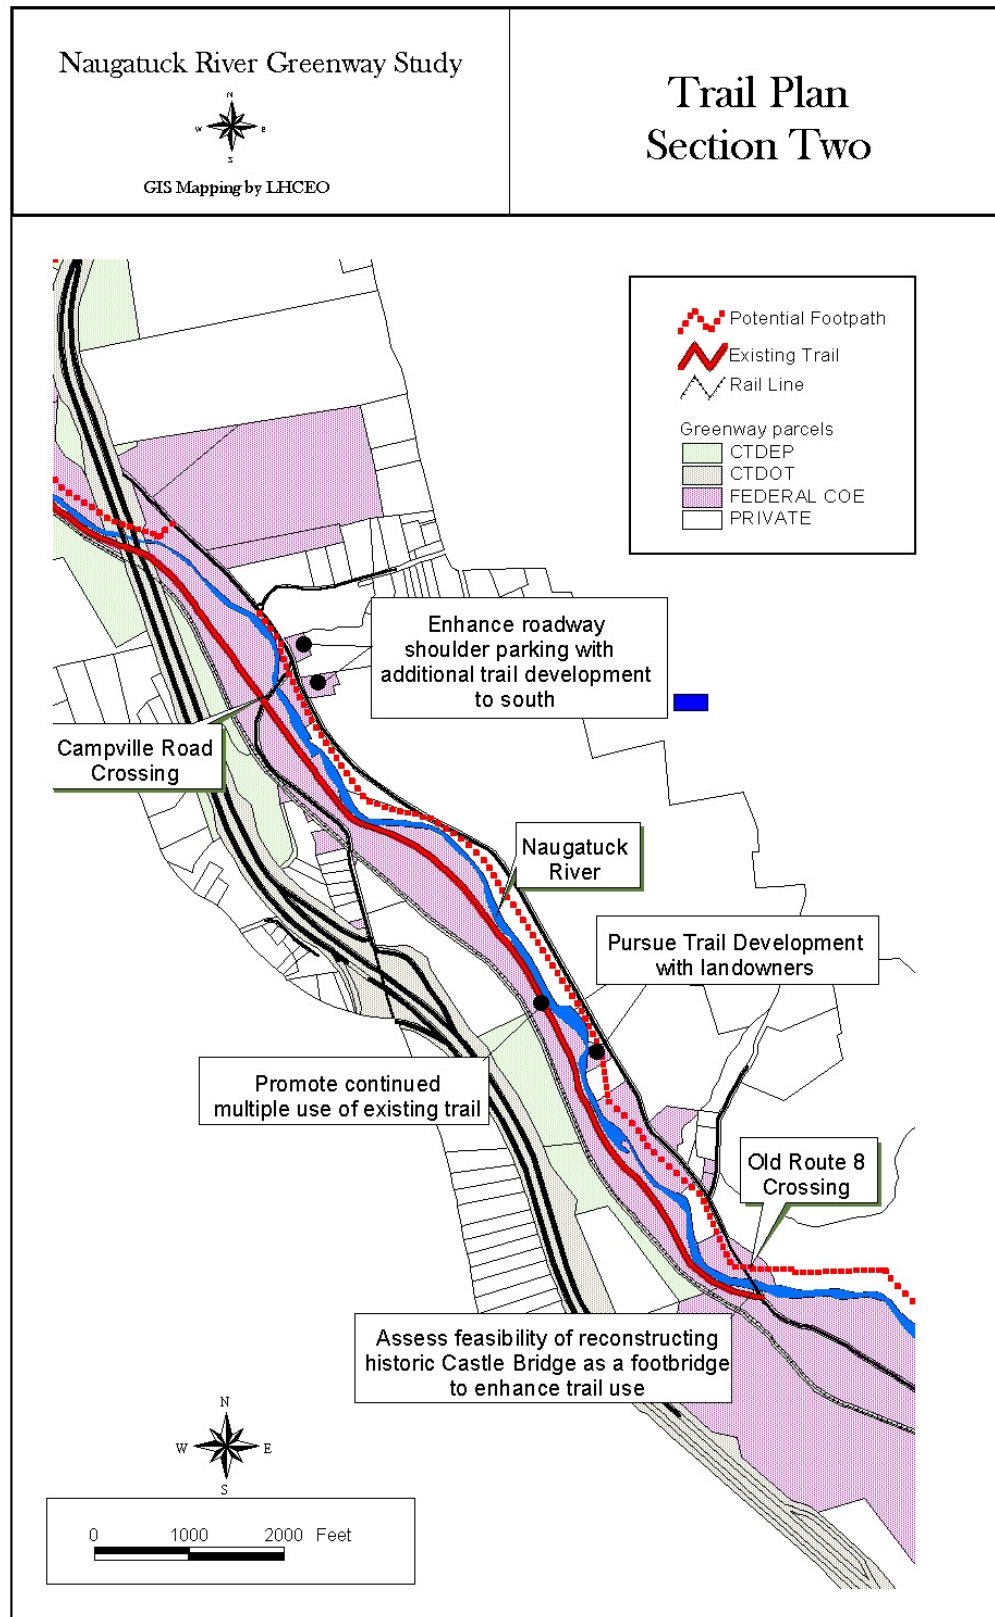 Naugatuck River Greenway Study
N
W E
S
GIS Mapping by LHCEO
Trail Plan
Section Two
Potential Footpath
Existing Trail
Rail Line
Greenway parcels
CTDEP
CTDOT
FEDERAL COE
PRIVATE
Enhance roadway
shoulder parking with
additional trail development
to south
Campville Road
Crossing
Naugatuck
River
Pursue Trail Development
with landowners
Promote continued
multiple use of existing trail
Old Route 8
Crossing
Assess feasibility of reconstructing
historic Castle Bridge as a footbridge
to enhance trail use
N
W E
S
0 1000 2000 Feet